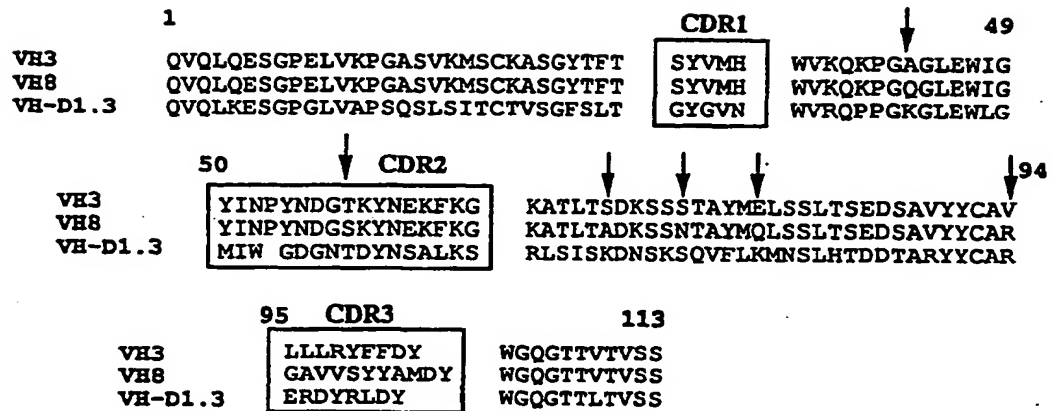 1 CDR1 49
VH3 QVQLQESGPELVKPGASVKMSCKASGYTFT SYVMH WVKQKPGAGLEWIG
VH8 QVQLQESGPELVKPGASVKMSCKASGYTFT SYVMH WVKQKPGQGLEWIG
VH-D1.3 QVQLKESGPGLVAPSQSLSITCTVSGFSLT GYGVN WVRQPPGKGLEWLG
50 CDR2 94
VH3 YINPYNDGTKYNEKFKG KATLTSDKSSSTAYMELSSLTSEDSAVYYCAV
VH8 YINPYNDGSKYNEKFKG KATLTADKSSNTAYMQLSSLTSEDSAVYYCAR
VH-D1.3 MIW GDGNTDYNSALKS RLSISKDNSKSQVFLKMNSLHTDDTARYYCAR
95 CDR3 113
VH3 LLLRYFFDY WGQGTTVTVSS
VH8 GAVVSYYAMDY WGQGTTVTVSS
VH-D1.3 ERDYRLDY WGQGTTLTVSS